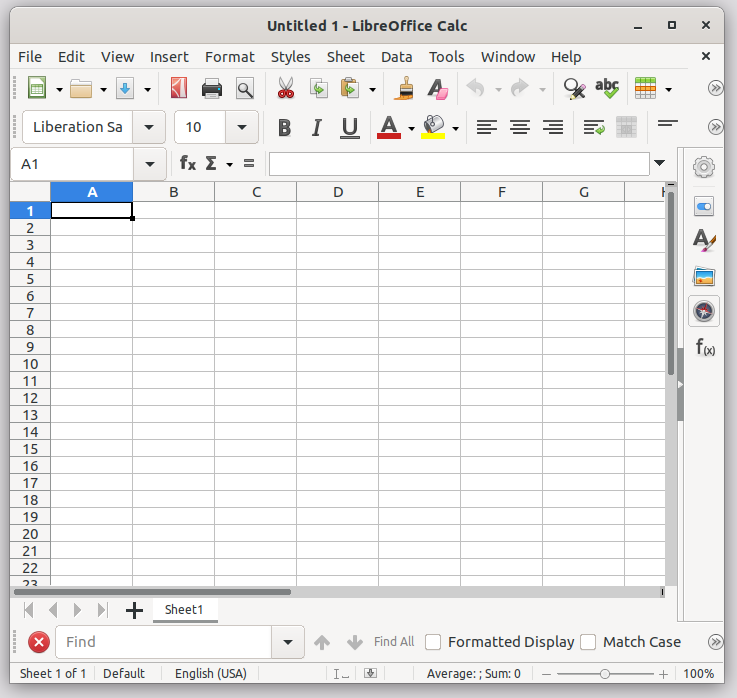 Untitled 1 - LibreOffice Calc
File Edit View Insert Format Styles Sheet Data Tools Window Help
abc
Liberation Sa 10 B I U A
A1 fx Σ =
A B C D E F G
1
2
3
4
5
6
7
8
9
10
11
12
13
14
15
16
17
18
19
20
21
22
23
f(x)
Sheet1
Find Find All Formatted Display Match Case
Sheet 1 of 1 Default English (USA) Average: ; Sum: 0 100%